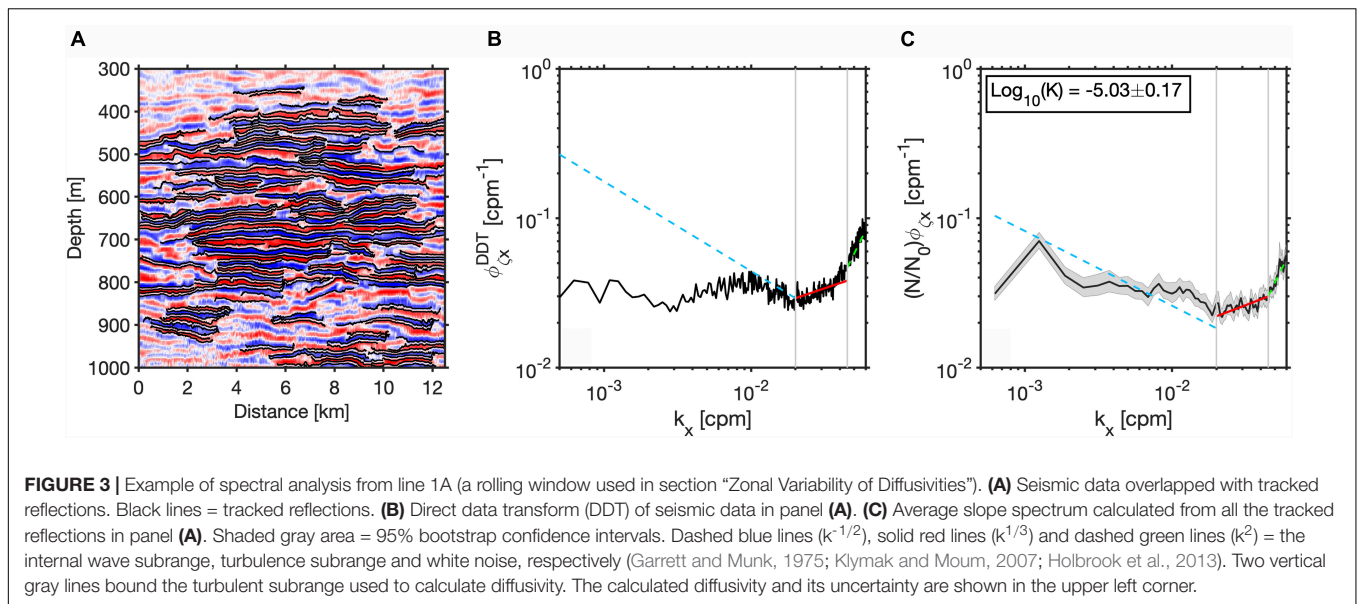 A
B
C
300
400
500
600
700
800
900
1000
Depth [m]
0 2 4 6 8 10 12
Distance [km]
10^0
10^-1
10^-2
ϕ_ζx^DDT [cpm^-1]
10^-3 10^-2
k_x [cpm]
Log_10(K) = -5.03±0.17
10^0
10^-1
10^-2
(N/N_0)ϕ_ζx [cpm^-1]
10^-3 10^-2
k_x [cpm]
FIGURE 3 | Example of spectral analysis from line 1A (a rolling window used in section “Zonal Variability of Diffusivities”). (A) Seismic data overlapped with tracked
reflections. Black lines = tracked reflections. (B) Direct data transform (DDT) of seismic data in panel (A). (C) Average slope spectrum calculated from all the tracked
reflections in panel (A). Shaded gray area = 95% bootstrap confidence intervals. Dashed blue lines (k^-1/2), solid red lines (k^1/3) and dashed green lines (k^2) = the
internal wave subrange, turbulence subrange and white noise, respectively (Garrett and Munk, 1975; Klymak and Moum, 2007; Holbrook et al., 2013). Two vertical
gray lines bound the turbulent subrange used to calculate diffusivity. The calculated diffusivity and its uncertainty are shown in the upper left corner.